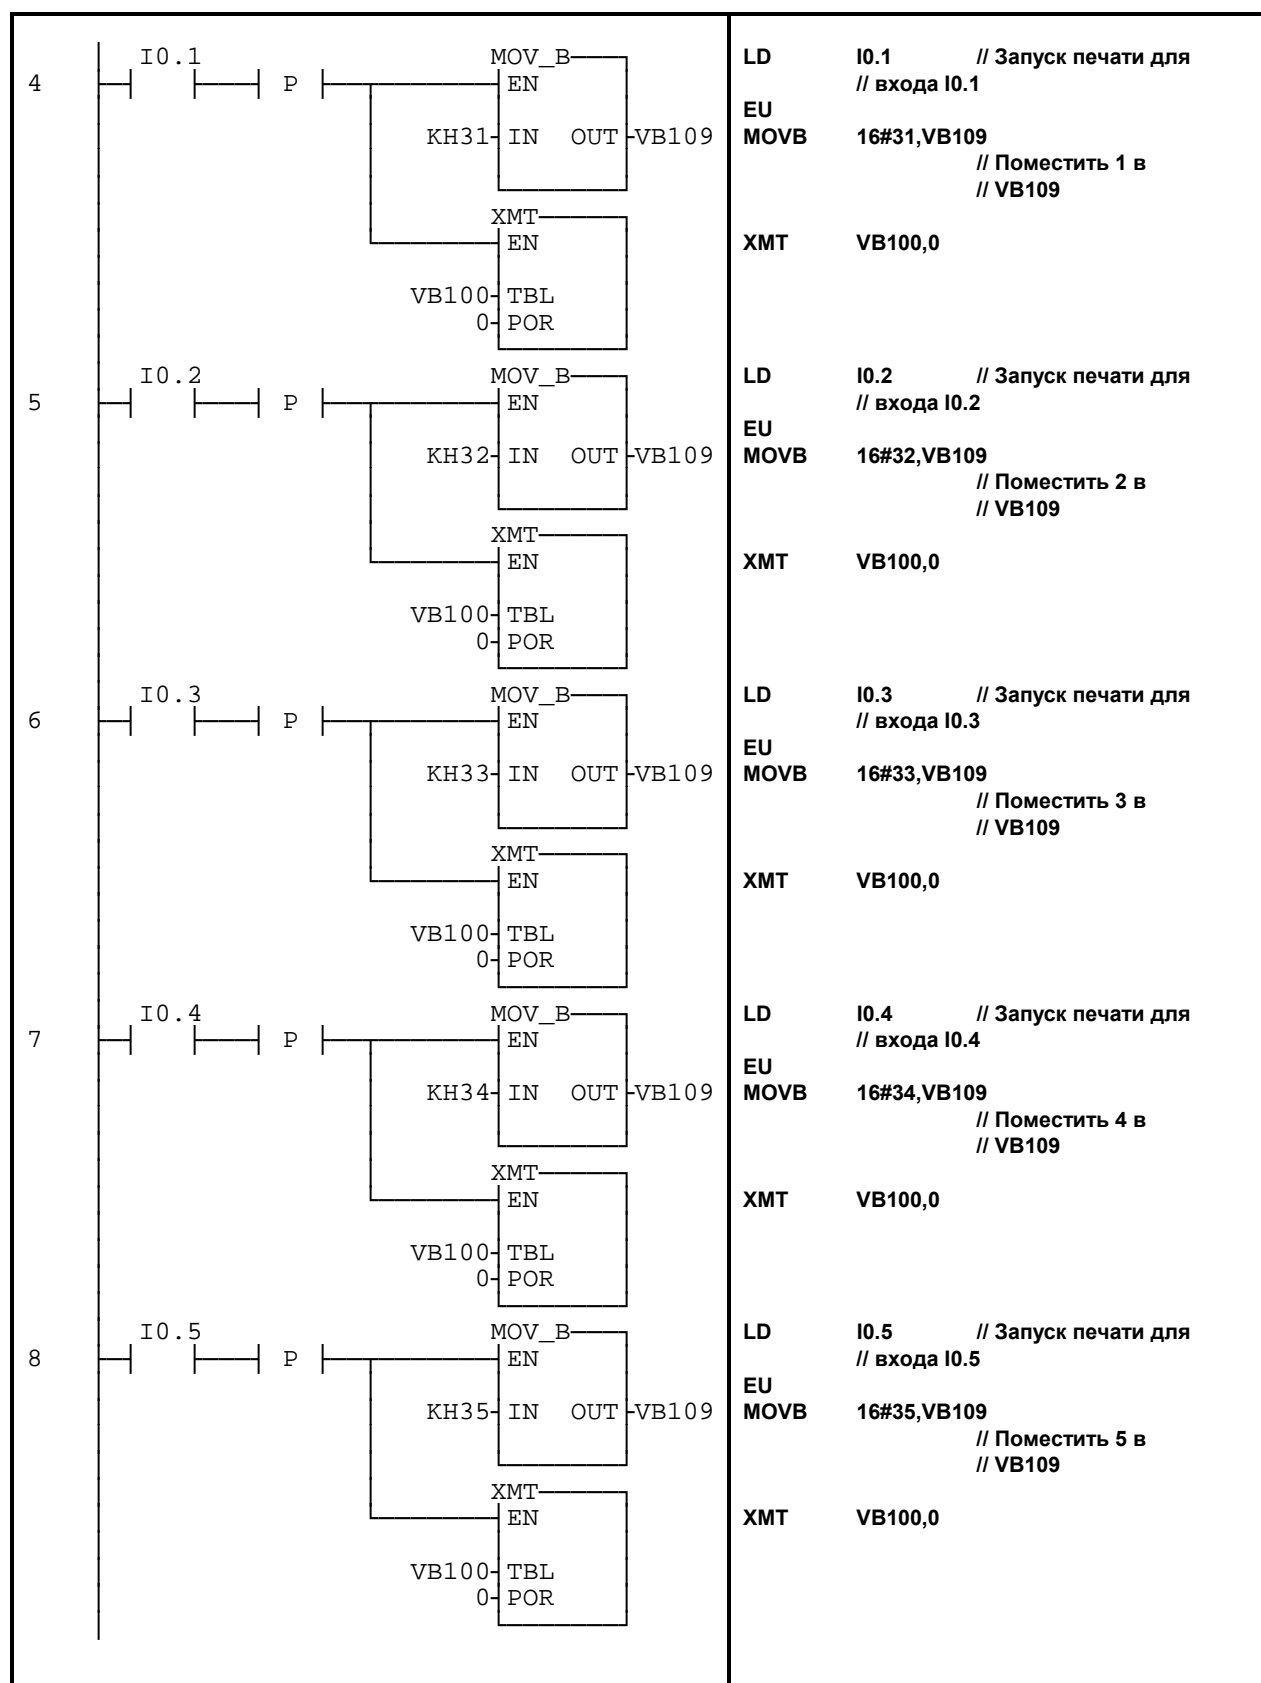 I0.1 MOV_B LD I0.1 // Запуск печати для
4 P EN // входа I0.1
EU
KH31 IN OUT VB109 MOVB 16#31,VB109
// Поместить 1 в
// VB109
XMT
EN XMT VB100,0
VB100 TBL
0 POR
I0.2 MOV_B LD I0.2 // Запуск печати для
5 P EN // входа I0.2
EU
KH32 IN OUT VB109 MOVB 16#32,VB109
// Поместить 2 в
// VB109
XMT
EN XMT VB100,0
VB100 TBL
0 POR
I0.3 MOV_B LD I0.3 // Запуск печати для
6 P EN // входа I0.3
EU
KH33 IN OUT VB109 MOVB 16#33,VB109
// Поместить 3 в
// VB109
XMT
EN XMT VB100,0
VB100 TBL
0 POR
I0.4 MOV_B LD I0.4 // Запуск печати для
7 P EN // входа I0.4
EU
KH34 IN OUT VB109 MOVB 16#34,VB109
// Поместить 4 в
// VB109
XMT
EN XMT VB100,0
VB100 TBL
0 POR
I0.5 MOV_B LD I0.5 // Запуск печати для
8 P EN // входа I0.5
EU
KH35 IN OUT VB109 MOVB 16#35,VB109
// Поместить 5 в
// VB109
XMT
EN XMT VB100,0
VB100 TBL
0 POR